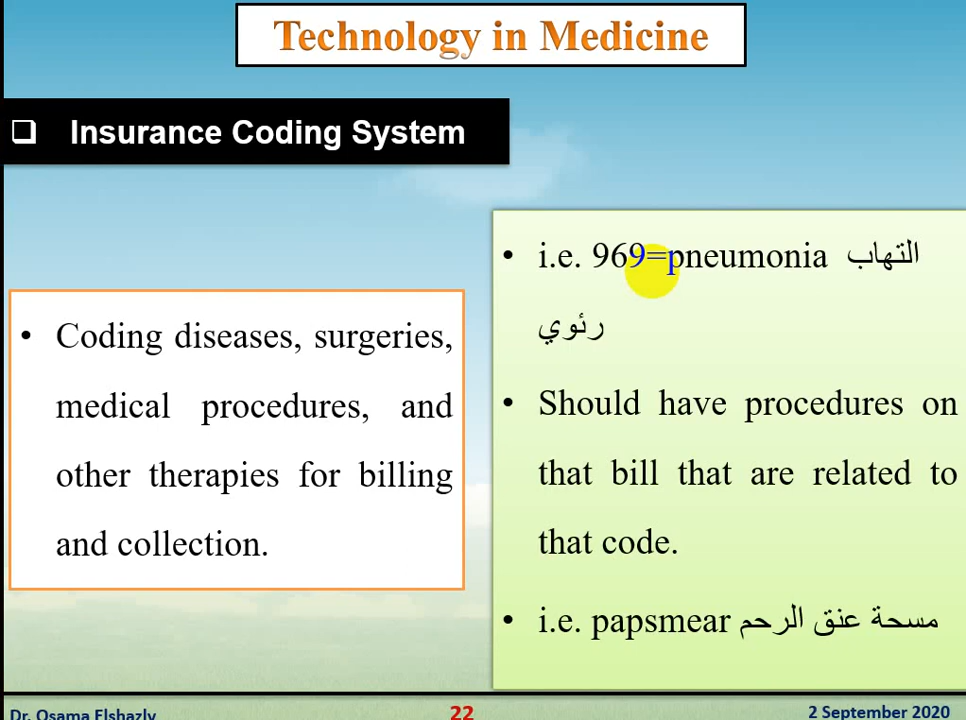 Technology in Medicine
❑ Insurance Coding System
• Coding diseases, surgeries,
medical procedures, and
other therapies for billing
and collection.
• i.e. 969=pneumonia التهاب
رئوي
• Should have procedures on
that bill that are related to
that code.
• i.e. papsmear مسحة عنق الرحم
Dr. Osama Elshazly
22
2 September 2020